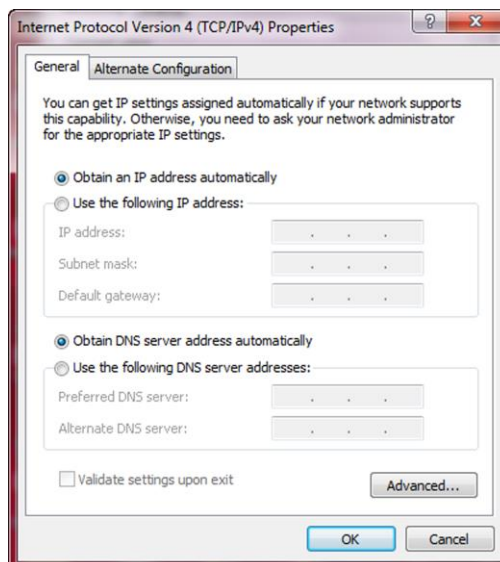 Internet Protocol Version 4 (TCP/IPv4) Properties
General
Alternate Configuration
You can get IP settings assigned automatically if your network supports
this capability. Otherwise, you need to ask your network administrator
for the appropriate IP settings.
Obtain an IP address automatically
Use the following IP address:
IP address:
Subnet mask:
Default gateway:
Obtain DNS server address automatically
Use the following DNS server addresses:
Preferred DNS server:
Alternate DNS server:
Validate settings upon exit
Advanced...
OK
Cancel